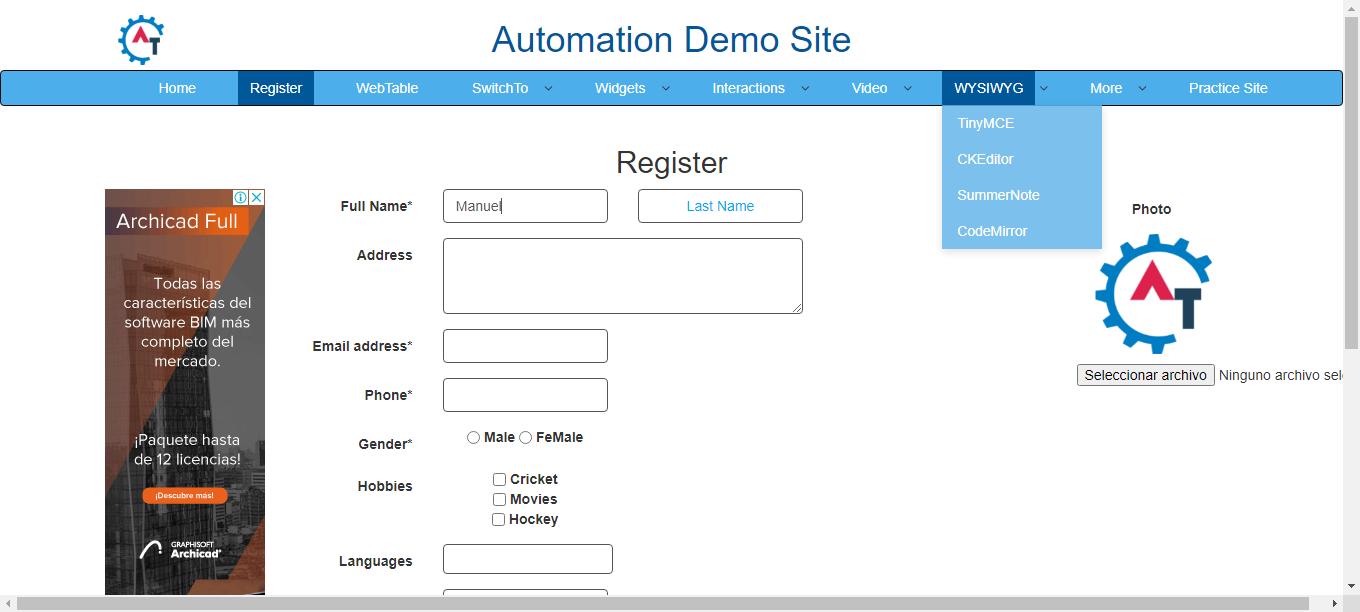 AT
Automation Demo Site
Home Register WebTable SwitchTo Widgets Interactions Video WYSIWYG More Practice Site
TinyMCE
CKEditor
SummerNote
CodeMirror
Register
Archicad Full
Todas las
características del
software BIM más
completo del
mercado.
¡Paquete hasta
de 12 licencias!
¡Descubre más!
GRAPHISOFT
Archicad
Full Name* Manuel Last Name
Address
Email address*
Phone*
Gender* Male FeMale
Hobbies
Cricket
Movies
Hockey
Languages
Photo
AT
Seleccionar archivo Ninguno archivo sel